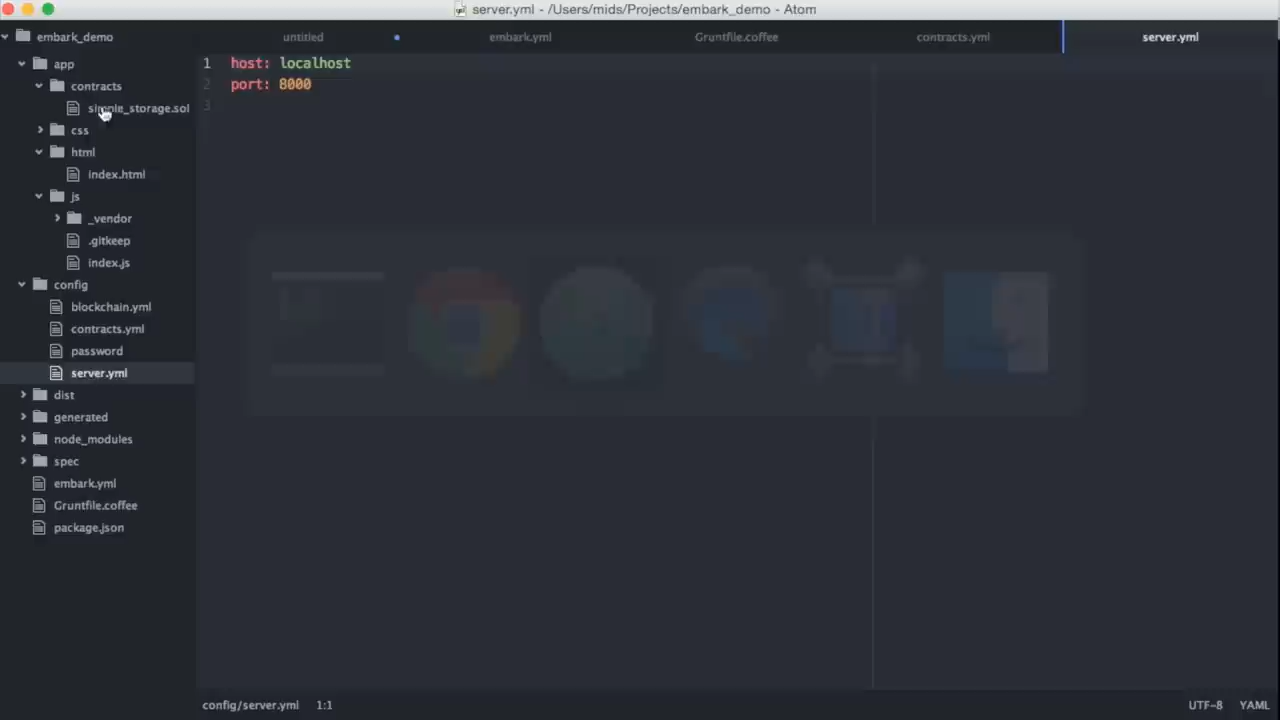 server.yml - /Users/mids/Projects/embark_demo - Atom
embark_demo
untitled
embark.yml
Gruntfile.coffee
contracts.yml
server.yml
app
contracts
simple_storage.sol
css
html
index.html
js
_vendor
.gitkeep
index.js
config
blockchain.yml
contracts.yml
password
server.yml
dist
generated
node_modules
spec
embark.yml
Gruntfile.coffee
package.json
1 host: localhost
2 port: 8000
3
config/server.yml 1:1
UTF-8 YAML